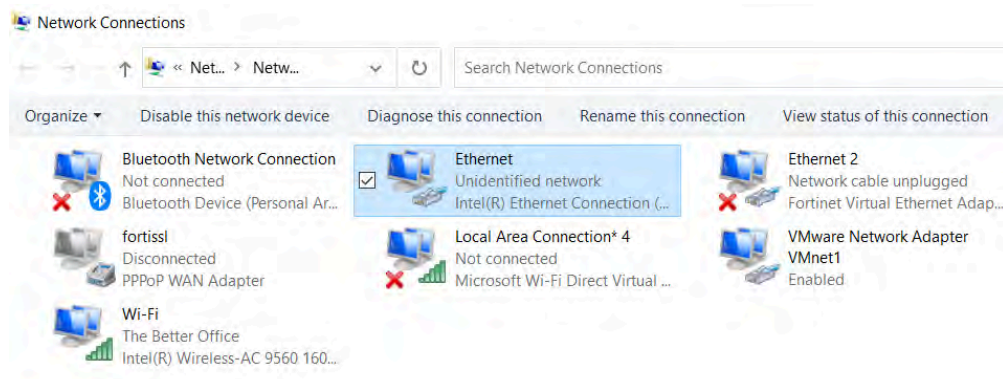 Network Connections
« Net... > Netw...
Search Network Connections
Organize Disable this network device Diagnose this connection Rename this connection View status of this connection
Bluetooth Network Connection
Not connected
Bluetooth Device (Personal Ar...
Ethernet
Unidentified network
Intel(R) Ethernet Connection (...
Ethernet 2
Network cable unplugged
Fortinet Virtual Ethernet Adap...
fortissl
Disconnected
PPPoP WAN Adapter
Local Area Connection* 4
Not connected
Microsoft Wi-Fi Direct Virtual ...
VMware Network Adapter
VMnet1
Enabled
Wi-Fi
The Better Office
Intel(R) Wireless-AC 9560 160...